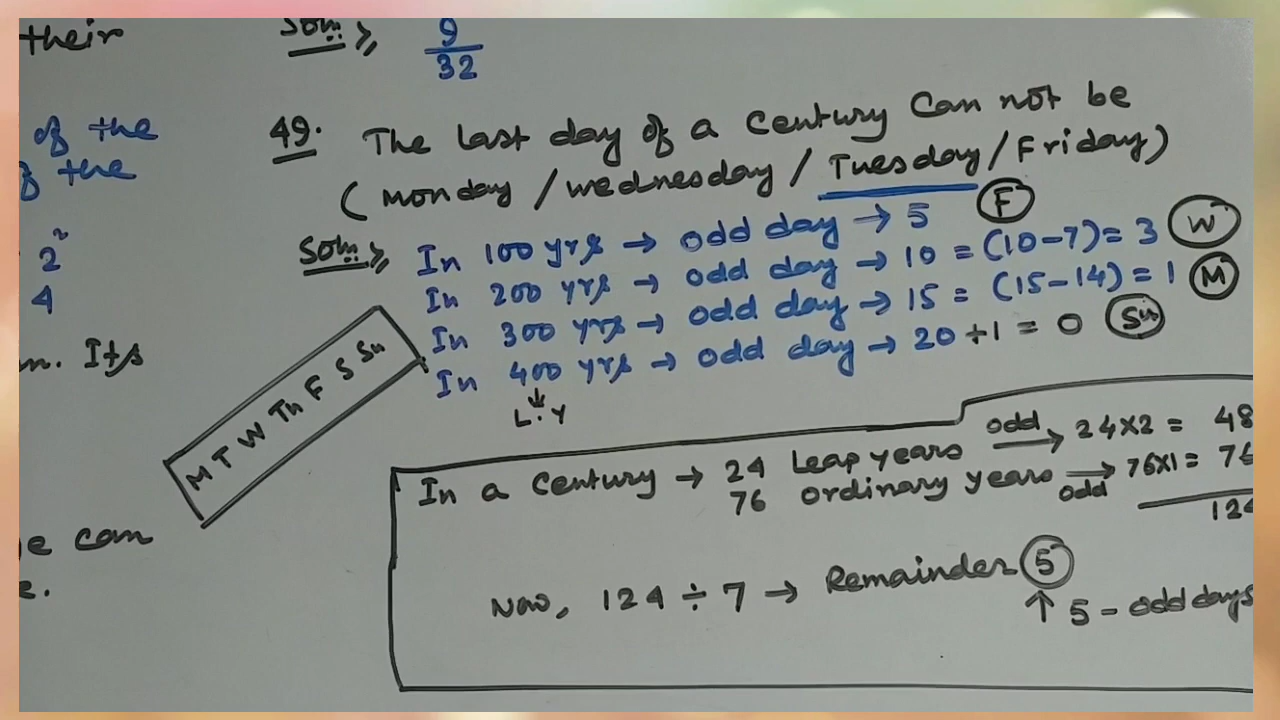 their
of the
the
2²
4
n. Its
e can
e.
Soln:⇒ 9/32
49. The last day of a Century Can not be
(monday / wednesday / Tuesday / Friday)
Soln:⇒ In 100 yrs → odd day → 5 F
In 200 yrs → odd day → 10 = (10-7) = 3 W
In 300 yrs → odd day → 15 = (15-14) = 1 M
In 400 yrs → odd day → 20 +1 = 0 Su
L.Y
M T W Th F S Su
In a Century → 24 Leap years odd → 24×2 = 48
76 ordinary years odd → 76×1 = 76
124
Now, 124 ÷ 7 → Remainder 5
↑ 5 - odd days